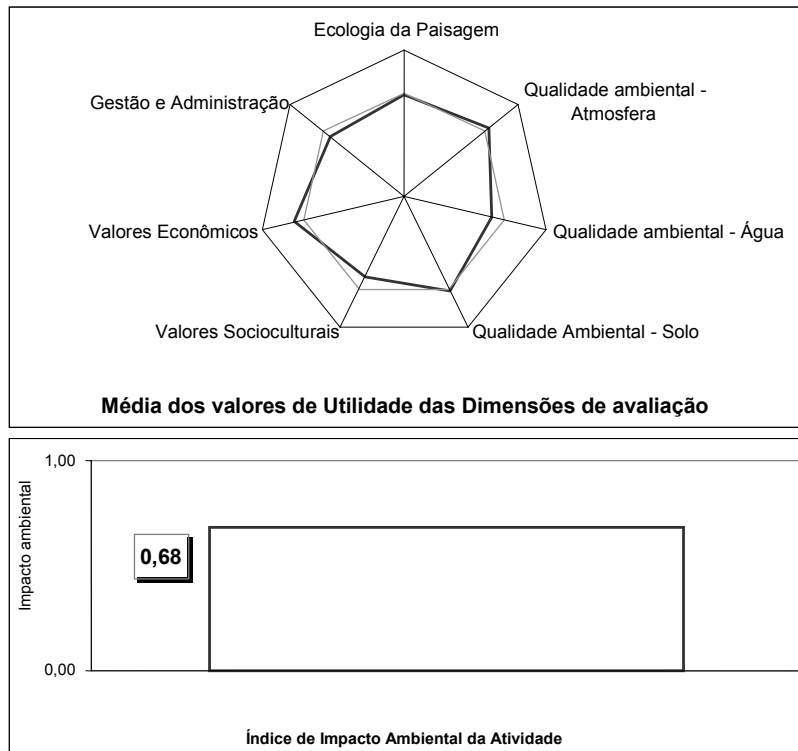 Ecologia da Paisagem
Qualidade ambiental -
Atmosfera
Gestão e Administração
Valores Econômicos
Qualidade ambiental - Água
Valores Socioculturais
Qualidade Ambiental - Solo
Média dos valores de Utilidade das Dimensões de avaliação
1,00
Impacto ambiental
0,68
0,00
Índice de Impacto Ambiental da Atividade